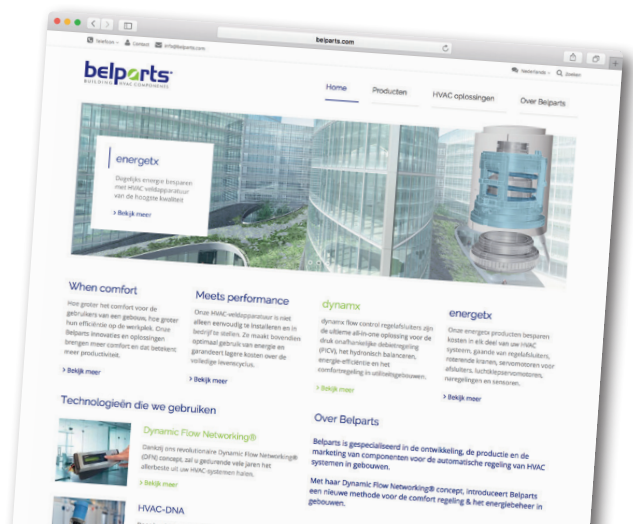 belparts.com
Telefoon
Contact
info@belparts.com
Nederlands
Zoeken
belparts
BUILDING HVAC COMPONENTS
Home
Producten
HVAC oplossingen
Over Belparts
energetx
Dagelijks energie besparen
met HVAC-veldapparatuur
van de hoogste kwaliteit
> Bekijk meer
When comfort
Hoe groter het comfort voor de
gebruikers van een gebouw, hoe groter
hun efficiëntie op de werkplek. Onze
Belparts innovaties en oplossingen
brengen meer comfort en dat betekent
meer productiviteit.
> Bekijk meer
Meets performance
Onze HVAC-veldapparatuur is niet
alleen eenvoudig te installeren en in
bedrijf te stellen. Ze maakt bovendien
optimaal gebruik van energie en
garandeert lagere kosten over de
volledige levenscyclus.
> Bekijk meer
dynamx
dynamx flow control regelafsluiters zijn
de ultieme all-in-one oplossing voor de
druk onafhankelijke debietregeling
(PICV), het hydronisch balanceren,
energie-efficiëntie en het
comfortregeling in utiliteitsgebouwen.
> Bekijk meer
energetx
Onze energetx producten besparen
kosten in elk deel van uw HVAC
systeem, gaande van regelafsluiters,
roterende kranen, servomotoren voor
afsluiters, luchtklepservomotoren,
neregelingen en sensoren.
> Bekijk meer
Technologieën die we gebruiken
Dynamic Flow Networking®
Dankzij ons revolutionaire Dynamic Flow Networking®
(DFN) concept, zal u gedurende vele jaren het
allerbeste uit uw HVAC-systemen halen.
> Bekijk meer
HVAC-DNA
Over Belparts
Belparts is gespecialiseerd in de ontwikkeling, de productie en de
marketing van componenten voor de automatische regeling van HVAC
systemen in gebouwen.
Met haar Dynamic Flow Networking® concept, introduceert Belparts
een nieuwe methode voor de comfort regeling & het energiebeheer in
gebouwen.